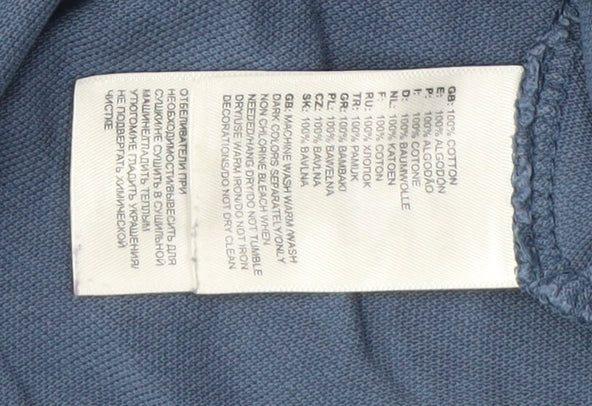 GB: 100% COTTON
E: 100% ALGODON
P: 100% ALGODÃO
I: 100% COTONE
D: 100% BAUMWOLLE
NL: 100% KATOEN
F: 100% COTON
RU: 100% ХЛОПОК
TR: 100% PAMUK
GR: 100% BAMBAKI
PL: 100% BAWEŁNA
CZ: 100% BAVLNA
SK: 100% BAVLNA
GB: MACHINE WASH WARM /WASH
DARK COLORS SEPARATELY/ONLY
NON CHLORINE BLEACH WHEN
NEEDED/HANG DRY/DO NOT TUMBLE
DRY/USE WARM IRON/DO NOT IRON
DECORATIONS/DO NOT DRY CLEAN
ОТБЕЛИВАТЕЛИ ПРИ
НЕОБХОДИМОСТИ/ВЫВЕСИТЬ ДЛЯ
СУШКИ/НЕ СУШИТЬ В СУШИЛЬНОЙ
МАШИНЕ/ГЛАДИТЬ ТЕПЛЫМ
УТЮГОМ/НЕ ГЛАДИТЬ УКРАШЕНИЯ/
НЕ ПОДВЕРГАТЬ ХИМИЧЕСКОЙ
ЧИСТКЕ